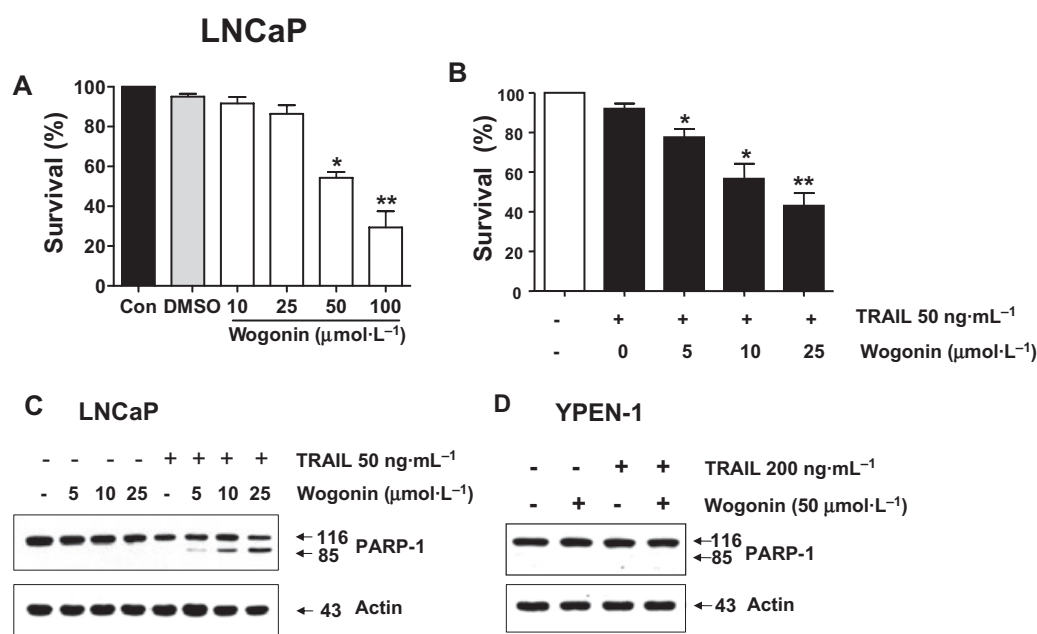 LNCaP
A
100
80
60
40
20
0
Survival (%)
*
**
Con DMSO 10 25 50 100
Wogonin (μmol·L⁻¹)
B
100
80
60
40
20
0
Survival (%)
*
*
**
- + + + + TRAIL 50 ng·mL⁻¹
- 0 5 10 25 Wogonin (μmol·L⁻¹)
C LNCaP
- - - - + + + + TRAIL 50 ng·mL⁻¹
- 5 10 25 - 5 10 25 Wogonin (μmol·L⁻¹)
116
85
PARP-1
43 Actin
D YPEN-1
- - + + TRAIL 200 ng·mL⁻¹
- + - + Wogonin (50 μmol·L⁻¹)
116
85
PARP-1
43 Actin